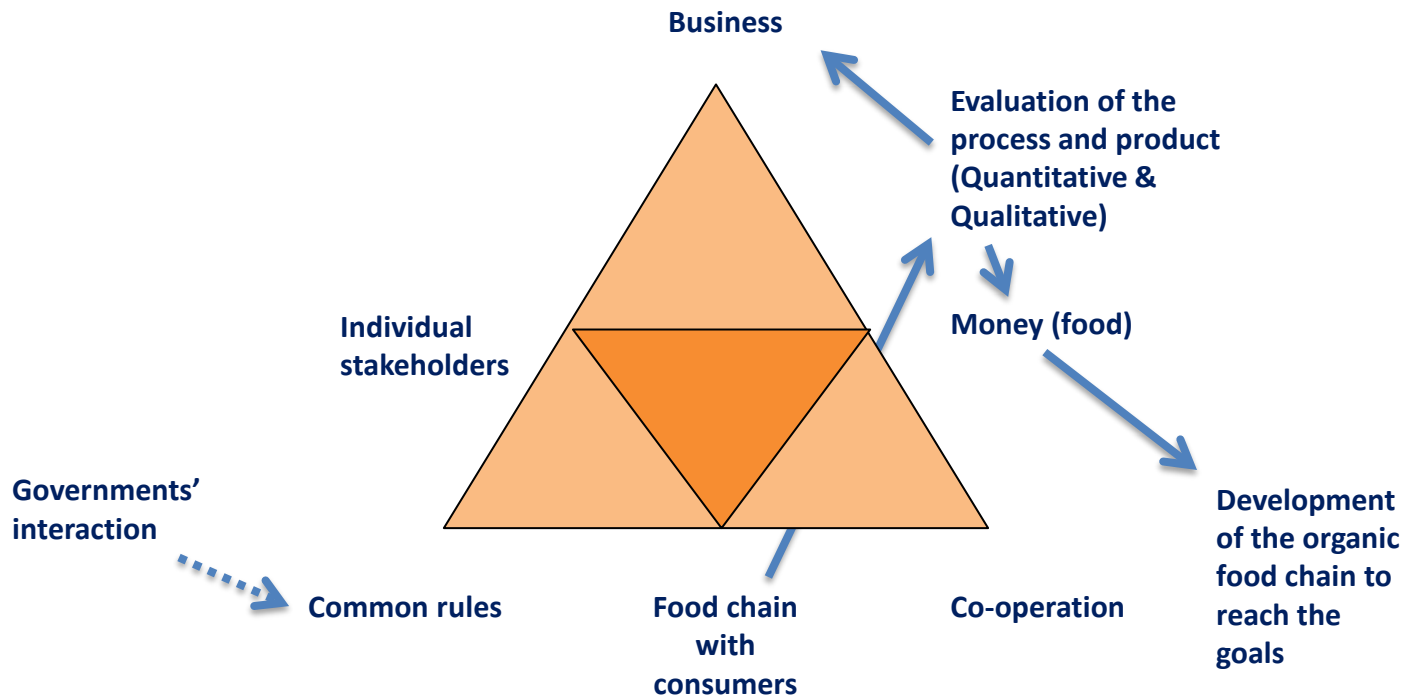 Business
Evaluation of the
process and product
(Quantitative &
Qualitative)
Individual
stakeholders
Money (food)
Governments’
interaction
Common rules
Food chain
with
consumers
Co-operation
Development
of the organic
food chain to
reach the
goals